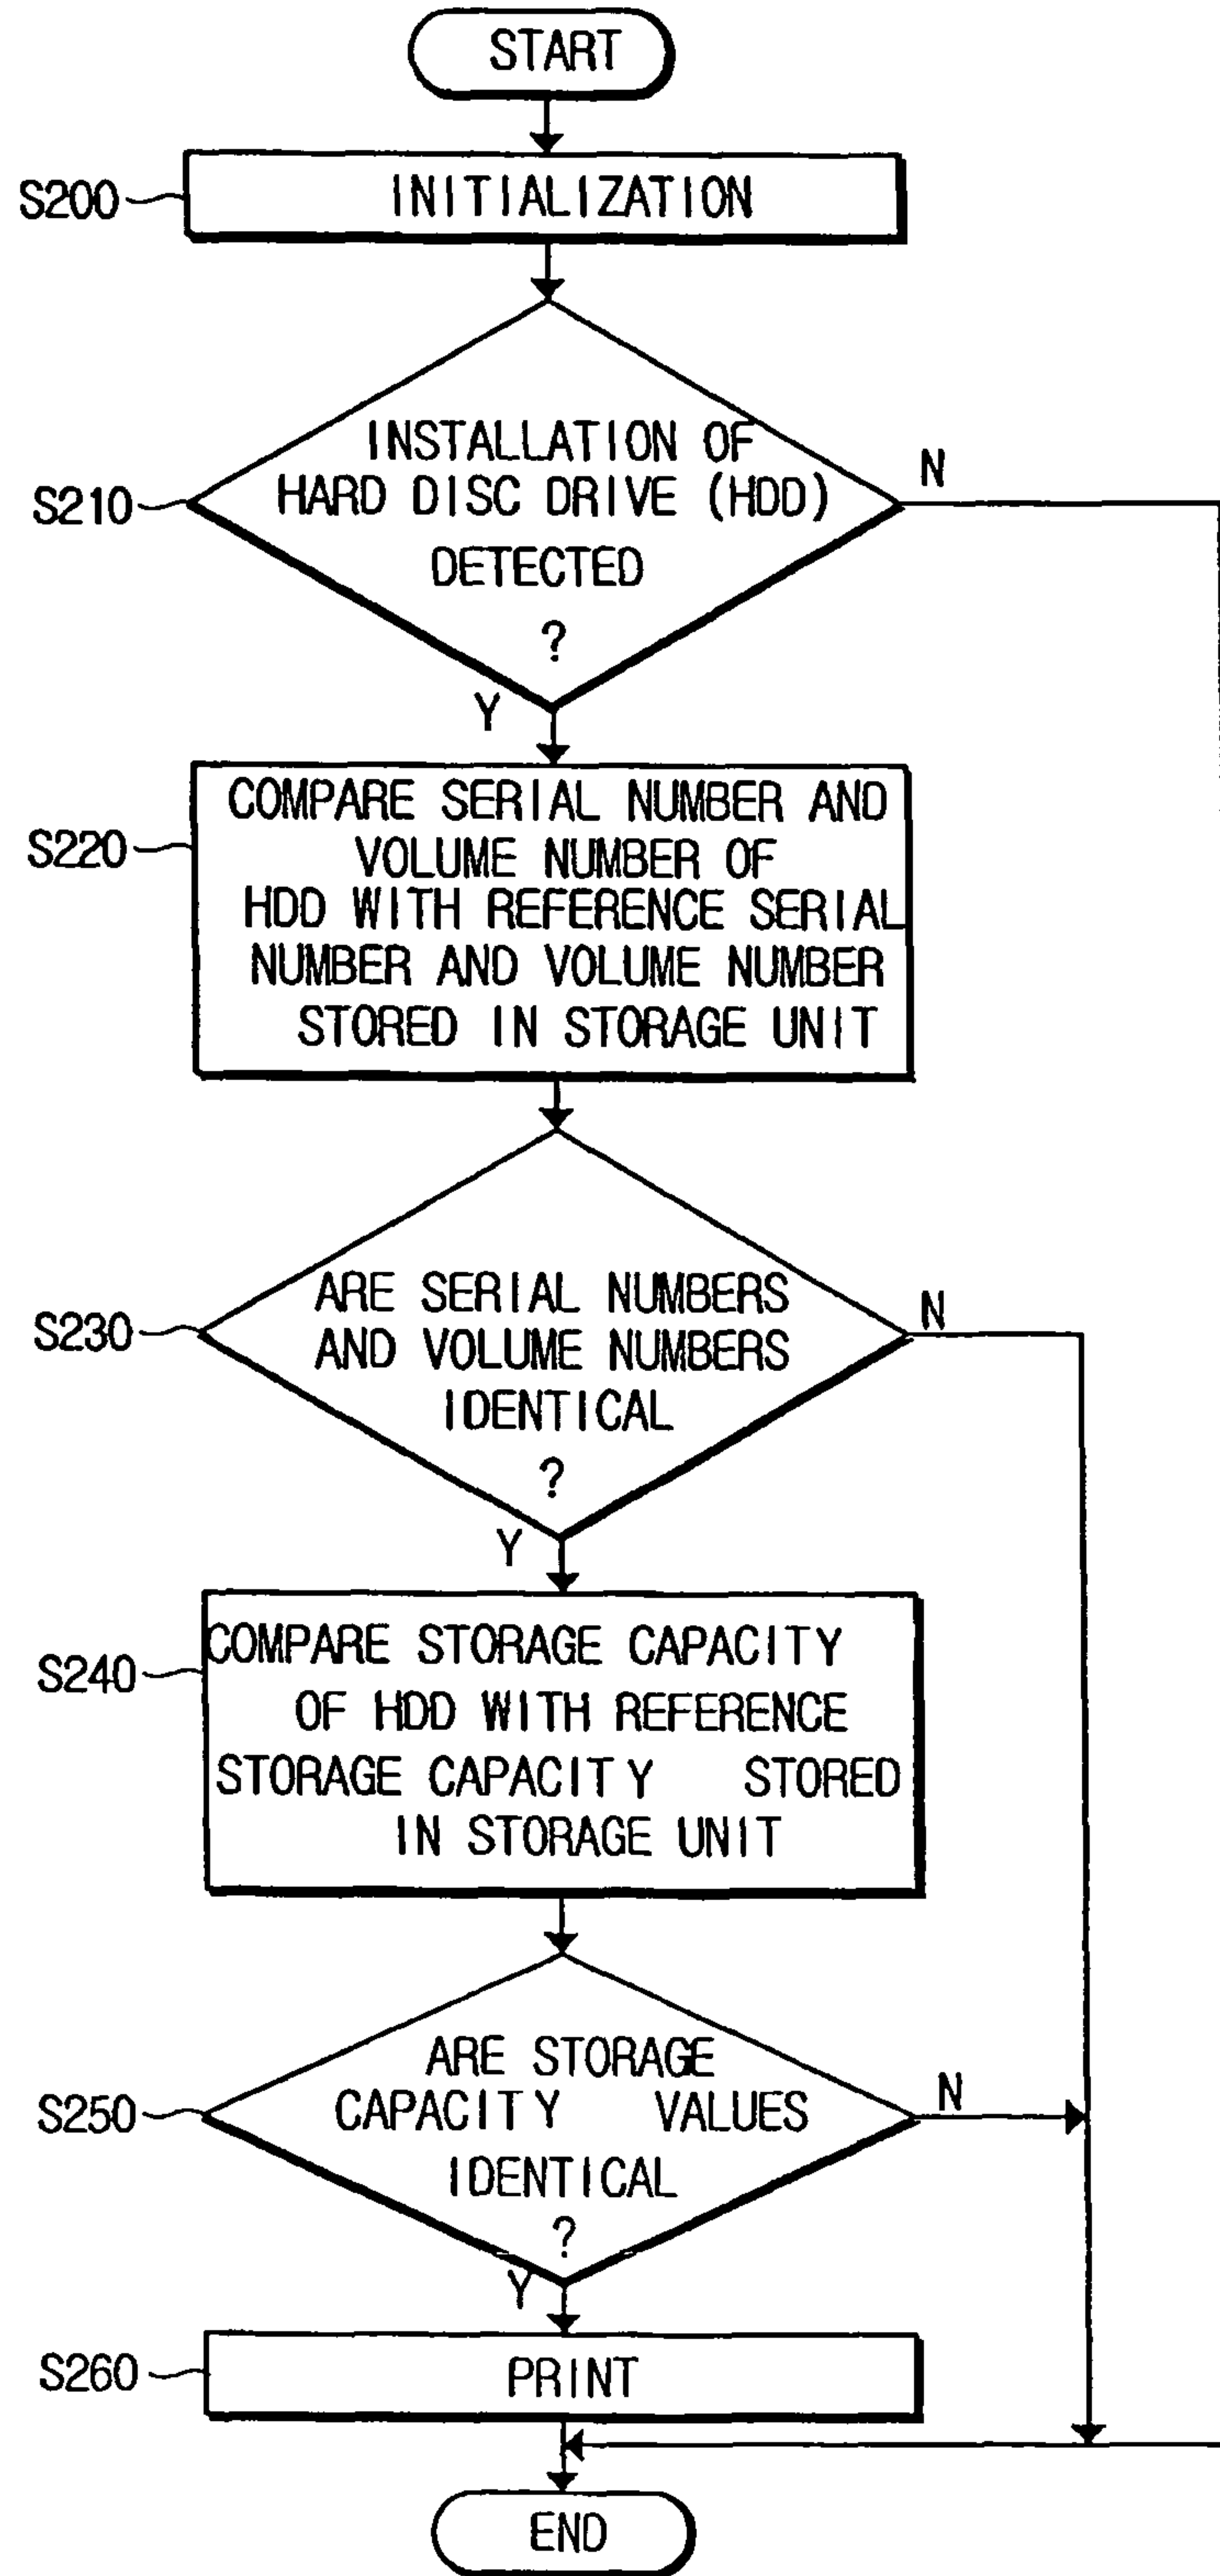 START
S200
INITIALIZATION
S210
INSTALLATION OF
HARD DISC DRIVE (HDD)
DETECTED
?
N
Y
S220
COMPARE SERIAL NUMBER AND
VOLUME NUMBER OF
HDD WITH REFERENCE SERIAL
NUMBER AND VOLUME NUMBER
STORED IN STORAGE UNIT
S230
ARE SERIAL NUMBERS
AND VOLUME NUMBERS
IDENTICAL
?
N
Y
S240
COMPARE STORAGE CAPACITY
OF HDD WITH REFERENCE
STORAGE CAPACITY STORED
IN STORAGE UNIT
S250
ARE STORAGE
CAPACITY VALUES
IDENTICAL
?
N
Y
S260
PRINT
END